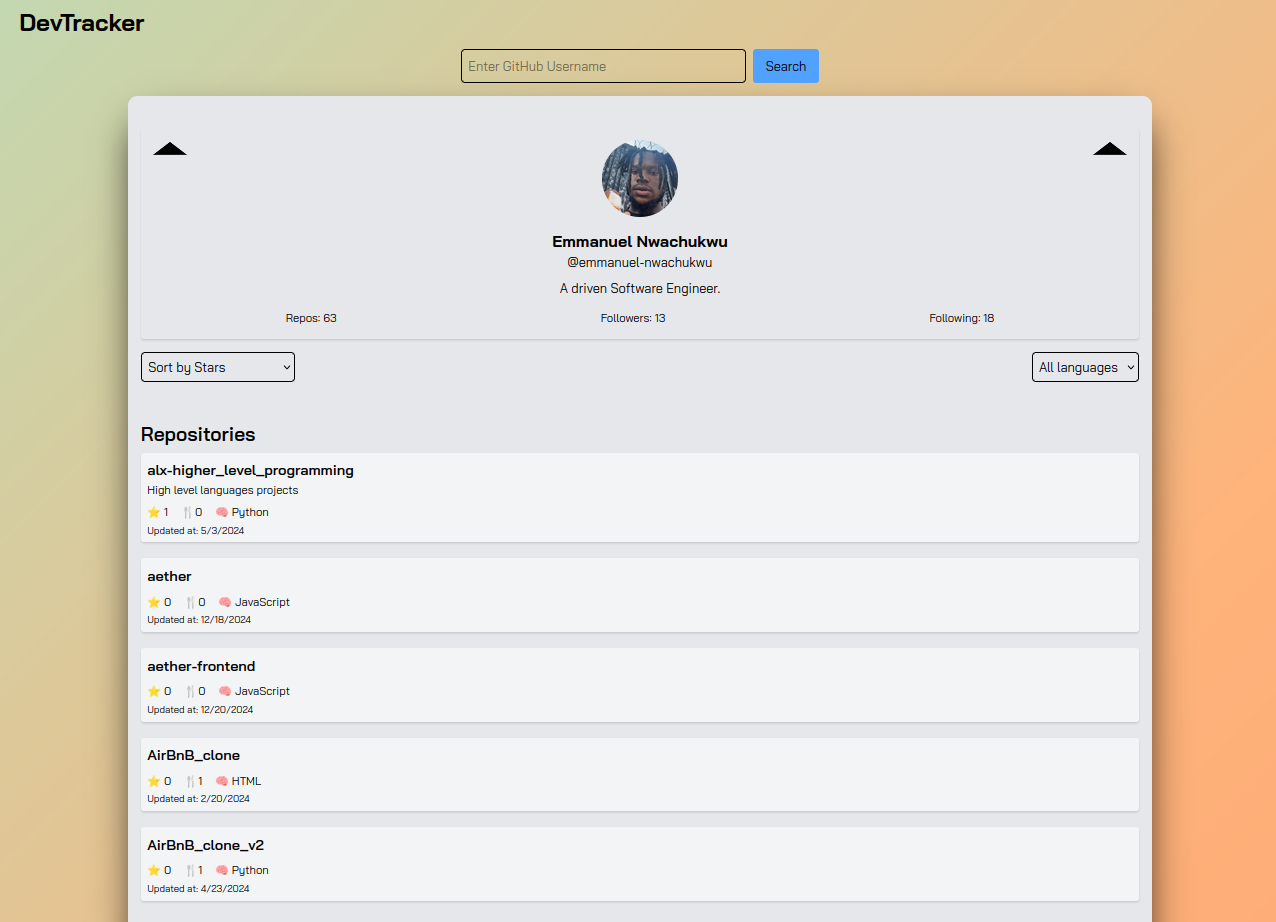 DevTracker
Enter GitHub Username Search
Emmanuel Nwachukwu
@emmanuel-nwachukwu
A driven Software Engineer.
Repos: 63 Followers: 13 Following: 18
Sort by Stars All languages
Repositories
alx-higher_level_programming
High level languages projects
⭐ 1 🍴 0 🧠 Python
Updated at: 5/3/2024
aether
⭐ 0 🍴 0 🧠 JavaScript
Updated at: 12/18/2024
aether-frontend
⭐ 0 🍴 0 🧠 JavaScript
Updated at: 12/20/2024
AirBnB_clone
⭐ 0 🍴 1 🧠 HTML
Updated at: 2/20/2024
AirBnB_clone_v2
⭐ 0 🍴 1 🧠 Python
Updated at: 4/23/2024